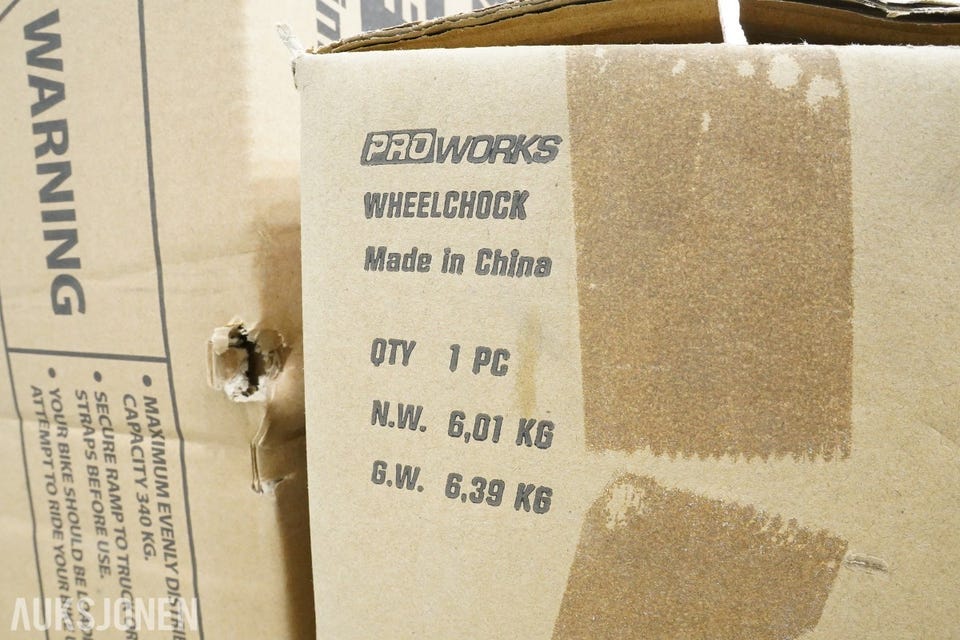 PROWORKS
WHEELCHOCK
Made in China
QTY 1 PC
N.W. 6,01 KG
G.W. 6.39 KG
WARNING
• MAXIMUM EVENLY
CAPACITY 340 KG.
• SECURE RAMP TO
STRAPS BEFORE USE.
• YOUR BIKE SHOULD BE
ATTEMPT TO RIDE YOUR
AUKSJONEN